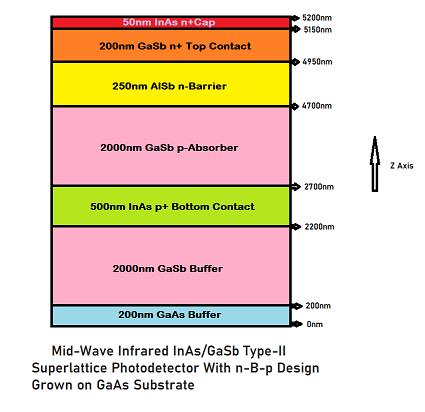 50nm InAs n+Cap
5200nm
5150nm
200nm GaSb n+ Top Contact
4950nm
250nm AlSb n-Barrier
4700nm
2000nm GaSb p-Absorber
Z Axis
2700nm
500nm InAs p+ Bottom Contact
2200nm
2000nm GaSb Buffer
200nm
200nm GaAs Buffer
0nm
Mid-Wave Infrared InAs/GaSb Type-II
Superlattice Photodetector With n-B-p Design
Grown on GaAs Substrate